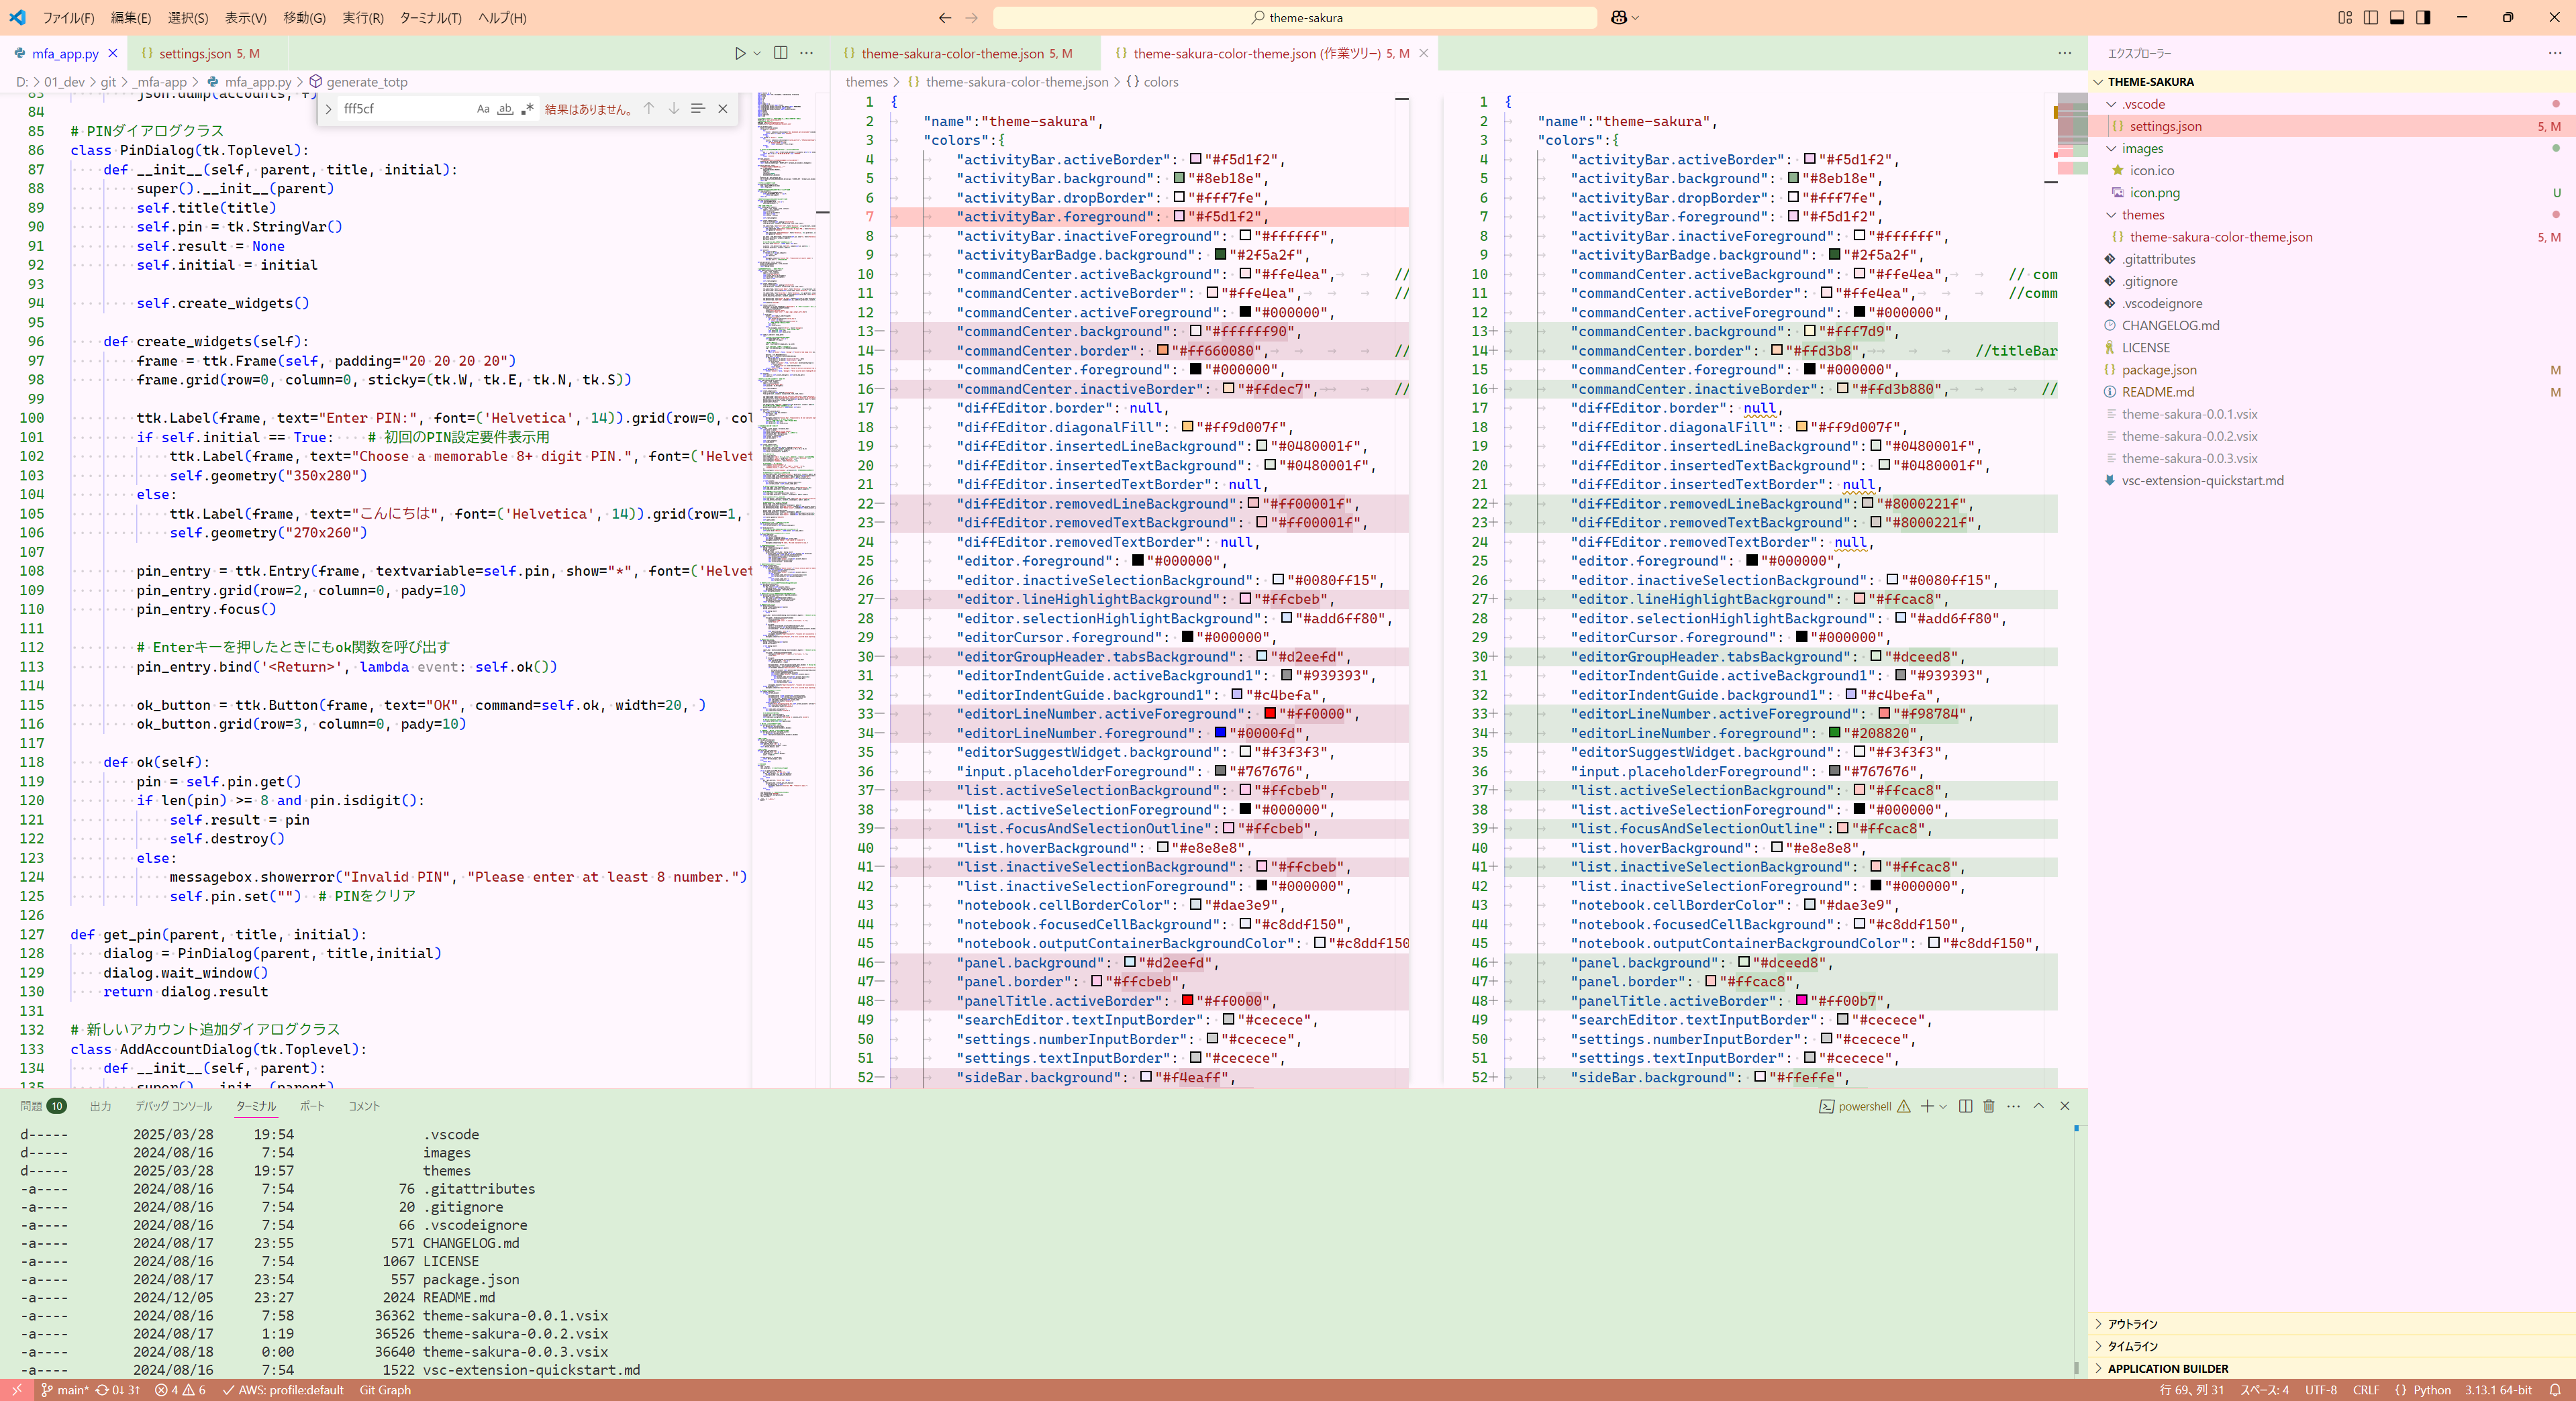 ファイル(F) 編集(E) 選択(S) 表示(V) 移動(G) 実行(R) ターミナル(T) ヘルプ(H)
theme-sakura
mfa_app.py
settings.json 5, M
D: > 01_dev > git > _mfa-app > mfa_app.py > generate_totp
fff5cf
Aa ab .* 結果はありません。
84
85 # PINダイアログクラス
86 class PinDialog(tk.Toplevel):
87 def __init__(self, parent, title, initial):
88 super().__init__(parent)
89 self.title(title)
90 self.pin = tk.StringVar()
91 self.result = None
92 self.initial = initial
93
94 self.create_widgets()
95
96 def create_widgets(self):
97 frame = ttk.Frame(self, padding="20 20 20 20")
98 frame.grid(row=0, column=0, sticky=(tk.W, tk.E, tk.N, tk.S))
99
100 ttk.Label(frame, text="Enter PIN:", font=('Helvetica', 14)).grid(row=0, col
101 if self.initial == True: # 初回のPIN設定要件表示用
102 ttk.Label(frame, text="Choose a memorable 8+ digit PIN.", font=('Helvet
103 self.geometry("350x280")
104 else:
105 ttk.Label(frame, text="こんにちは", font=('Helvetica', 14)).grid(row=1,
106 self.geometry("270x260")
107
108 pin_entry = ttk.Entry(frame, textvariable=self.pin, show="*", font=('Helvet
109 pin_entry.grid(row=2, column=0, pady=10)
110 pin_entry.focus()
111
112 # Enterキーを押したときにもok関数を呼び出す
113 pin_entry.bind('<Return>', lambda event: self.ok())
114
115 ok_button = ttk.Button(frame, text="OK", command=self.ok, width=20, )
116 ok_button.grid(row=3, column=0, pady=10)
117
118 def ok(self):
119 pin = self.pin.get()
120 if len(pin) >= 8 and pin.isdigit():
121 self.result = pin
122 self.destroy()
123 else:
124 messagebox.showerror("Invalid PIN", "Please enter at least 8 number.")
125 self.pin.set("") # PINをクリア
126
127 def get_pin(parent, title, initial):
128 dialog = PinDialog(parent, title,initial)
129 dialog.wait_window()
130 return dialog.result
131
132 # 新しいアカウント追加ダイアログクラス
133 class AddAccountDialog(tk.Toplevel):
134 def __init__(self, parent):
135 super().__init__(parent)
theme-sakura-color-theme.json 5, M
theme-sakura-color-theme.json (作業ツリー) 5, M
themes > {} theme-sakura-color-theme.json > {} colors
1 {
2 "name":"theme-sakura",
3 "colors":{
4 "activityBar.activeBorder": "#f5d1f2",
5 "activityBar.background": "#8eb18e",
6 "activityBar.dropBorder": "#fff7fe",
7 "activityBar.foreground": "#f5d1f2",
8 "activityBar.inactiveForeground": "#ffffff",
9 "activityBarBadge.background": "#2f5a2f",
10 "commandCenter.activeBackground": "#ffe4ea", //
11 "commandCenter.activeBorder": "#ffe4ea", //
12 "commandCenter.activeForeground": "#000000",
13− "commandCenter.background": "#ffffff90",
14− "commandCenter.border": "#ff660080", //
15 "commandCenter.foreground": "#000000",
16− "commandCenter.inactiveBorder": "#ffdec7", //
17 "diffEditor.border": null,
18 "diffEditor.diagonalFill": "#ff9d007f",
19 "diffEditor.insertedLineBackground": "#0480001f",
20 "diffEditor.insertedTextBackground": "#0480001f",
21 "diffEditor.insertedTextBorder": null,
22− "diffEditor.removedLineBackground": "#ff00001f",
23− "diffEditor.removedTextBackground": "#ff00001f",
24 "diffEditor.removedTextBorder": null,
25 "editor.foreground": "#000000",
26 "editor.inactiveSelectionBackground": "#0080ff15",
27− "editor.lineHighlightBackground": "#ffcbeb",
28 "editor.selectionHighlightBackground": "#add6ff80",
29 "editorCursor.foreground": "#000000",
30− "editorGroupHeader.tabsBackground": "#d2eefd",
31 "editorIndentGuide.activeBackground1": "#939393",
32 "editorIndentGuide.background1": "#c4befa",
33− "editorLineNumber.activeForeground": "#ff0000",
34− "editorLineNumber.foreground": "#0000fd",
35 "editorSuggestWidget.background": "#f3f3f3",
36 "input.placeholderForeground": "#767676",
37− "list.activeSelectionBackground": "#ffcbeb",
38 "list.activeSelectionForeground": "#000000",
39− "list.focusAndSelectionOutline": "#ffcbeb",
40 "list.hoverBackground": "#e8e8e8",
41− "list.inactiveSelectionBackground": "#ffcbeb",
42 "list.inactiveSelectionForeground": "#000000",
43 "notebook.cellBorderColor": "#dae3e9",
44 "notebook.focusedCellBackground": "#c8ddf150",
45 "notebook.outputContainerBackgroundColor": "#c8ddf150
46− "panel.background": "#d2eefd",
47− "panel.border": "#ffcbeb",
48− "panelTitle.activeBorder": "#ff0000",
49 "searchEditor.textInputBorder": "#cecece",
50 "settings.numberInputBorder": "#cecece",
51 "settings.textInputBorder": "#cecece",
52− "sideBar.background": "#f4eaff",
1 {
2 "name":"theme-sakura",
3 "colors":{
4 "activityBar.activeBorder": "#f5d1f2",
5 "activityBar.background": "#8eb18e",
6 "activityBar.dropBorder": "#fff7fe",
7 "activityBar.foreground": "#f5d1f2",
8 "activityBar.inactiveForeground": "#ffffff",
9 "activityBarBadge.background": "#2f5a2f",
10 "commandCenter.activeBackground": "#ffe4ea", // com
11 "commandCenter.activeBorder": "#ffe4ea", //comm
12 "commandCenter.activeForeground": "#000000",
13+ "commandCenter.background": "#fff7d9",
14+ "commandCenter.border": "#ffd3b8", //titleBar
15 "commandCenter.foreground": "#000000",
16+ "commandCenter.inactiveBorder": "#ffd3b880", //
17 "diffEditor.border": null,
18 "diffEditor.diagonalFill": "#ff9d007f",
19 "diffEditor.insertedLineBackground": "#0480001f",
20 "diffEditor.insertedTextBackground": "#0480001f",
21 "diffEditor.insertedTextBorder": null,
22+ "diffEditor.removedLineBackground": "#8000221f",
23+ "diffEditor.removedTextBackground": "#8000221f",
24 "diffEditor.removedTextBorder": null,
25 "editor.foreground": "#000000",
26 "editor.inactiveSelectionBackground": "#0080ff15",
27+ "editor.lineHighlightBackground": "#ffcac8",
28 "editor.selectionHighlightBackground": "#add6ff80",
29 "editorCursor.foreground": "#000000",
30+ "editorGroupHeader.tabsBackground": "#dceed8",
31 "editorIndentGuide.activeBackground1": "#939393",
32 "editorIndentGuide.background1": "#c4befa",
33+ "editorLineNumber.activeForeground": "#f98784",
34+ "editorLineNumber.foreground": "#208820",
35 "editorSuggestWidget.background": "#f3f3f3",
36 "input.placeholderForeground": "#767676",
37+ "list.activeSelectionBackground": "#ffcac8",
38 "list.activeSelectionForeground": "#000000",
39+ "list.focusAndSelectionOutline": "#ffcac8",
40 "list.hoverBackground": "#e8e8e8",
41+ "list.inactiveSelectionBackground": "#ffcac8",
42 "list.inactiveSelectionForeground": "#000000",
43 "notebook.cellBorderColor": "#dae3e9",
44 "notebook.focusedCellBackground": "#c8ddf150",
45 "notebook.outputContainerBackgroundColor": "#c8ddf150",
46+ "panel.background": "#dceed8",
47+ "panel.border": "#ffcac8",
48+ "panelTitle.activeBorder": "#ff00b7",
49 "searchEditor.textInputBorder": "#cecece",
50 "settings.numberInputBorder": "#cecece",
51 "settings.textInputBorder": "#cecece",
52+ "sideBar.background": "#ffeffe",
エクスプローラー
THEME-SAKURA
.vscode
settings.json 5, M
images
icon.ico
icon.png U
themes
theme-sakura-color-theme.json 5, M
.gitattributes
.gitignore
.vscodeignore
CHANGELOG.md
LICENSE
package.json M
README.md M
theme-sakura-0.0.1.vsix
theme-sakura-0.0.2.vsix
theme-sakura-0.0.3.vsix
vsc-extension-quickstart.md
アウトライン
タイムライン
APPLICATION BUILDER
問題 10 出力 デバッグ コンソール ターミナル ポート コメント
powershell
d----- 2025/03/28 19:54 .vscode
d----- 2024/08/16 7:54 images
d----- 2025/03/28 19:57 themes
-a---- 2024/08/16 7:54 76 .gitattributes
-a---- 2024/08/16 7:54 20 .gitignore
-a---- 2024/08/16 7:54 66 .vscodeignore
-a---- 2024/08/17 23:55 571 CHANGELOG.md
-a---- 2024/08/16 7:54 1067 LICENSE
-a---- 2024/08/17 23:54 557 package.json
-a---- 2024/12/05 23:27 2024 README.md
-a---- 2024/08/16 7:58 36362 theme-sakura-0.0.1.vsix
-a---- 2024/08/17 1:19 36526 theme-sakura-0.0.2.vsix
-a---- 2024/08/18 0:00 36640 theme-sakura-0.0.3.vsix
-a---- 2024/08/16 7:54 1522 vsc-extension-quickstart.md
main* 0↓ 3↑ 4 6 AWS: profile:default Git Graph
行 69、列 31 スペース: 4 UTF-8 CRLF {} Python 3.13.1 64-bit